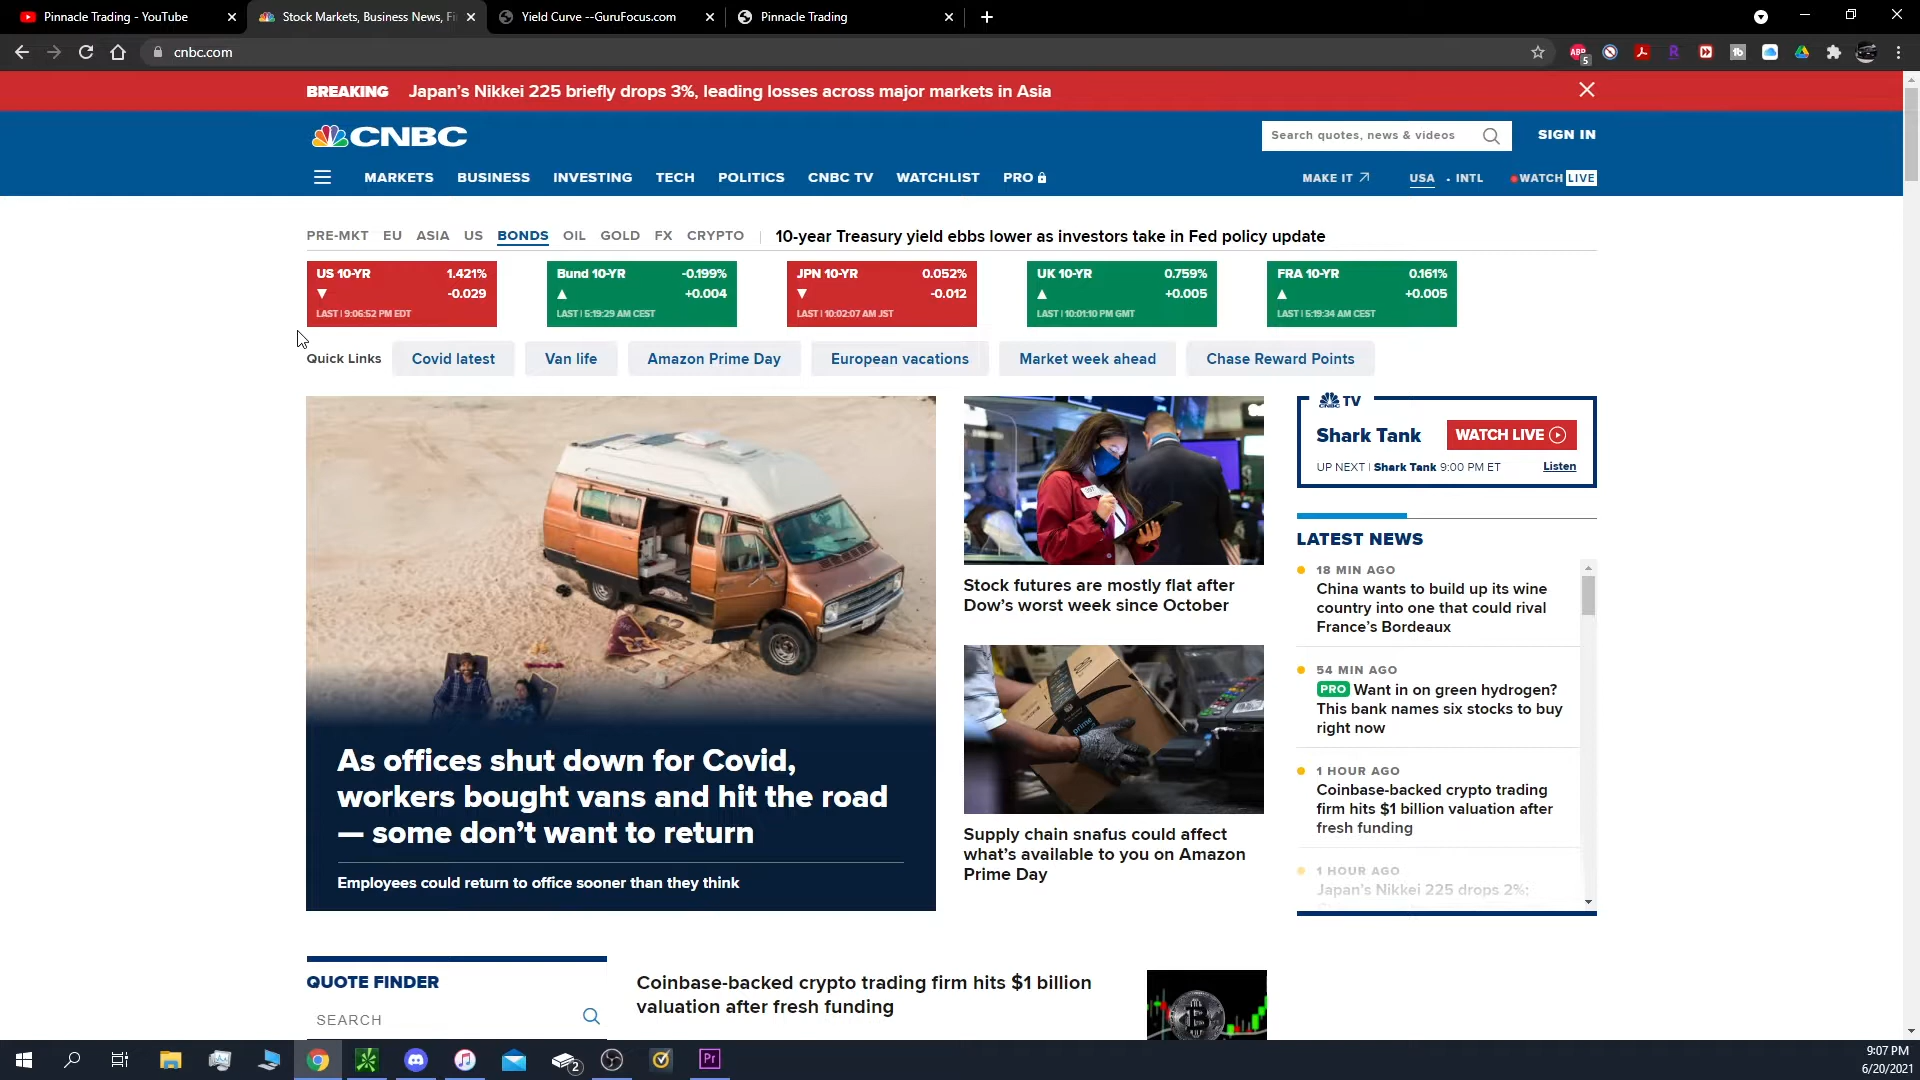 Pinnacle Trading - YouTube
Stock Markets, Business News, Fi
Yield Curve --GuruFocus.com
Pinnacle Trading
cnbc.com
ABP
5
BREAKING Japan's Nikkei 225 briefly drops 3%, leading losses across major markets in Asia
CNBC
Search quotes, news & videos
SIGN IN
MARKETS BUSINESS INVESTING TECH POLITICS CNBC TV WATCHLIST PRO
MAKE IT USA • INTL WATCH LIVE
PRE-MKT EU ASIA US BONDS OIL GOLD FX CRYPTO
10-year Treasury yield ebbs lower as investors take in Fed policy update
US 10-YR 1.421%
-0.029
LAST | 9:06:52 PM EDT
Bund 10-YR -0.199%
+0.004
LAST | 5:19:29 AM CEST
JPN 10-YR 0.052%
-0.012
LAST | 10:02:07 AM JST
UK 10-YR 0.759%
+0.005
LAST | 10:01:10 PM GMT
FRA 10-YR 0.161%
+0.005
LAST | 5:19:34 AM CEST
Quick Links
Covid latest
Van life
Amazon Prime Day
European vacations
Market week ahead
Chase Reward Points
As offices shut down for Covid,
workers bought vans and hit the road
— some don't want to return
Employees could return to office sooner than they think
Stock futures are mostly flat after
Dow's worst week since October
prime
Supply chain snafus could affect
what's available to you on Amazon
Prime Day
CNBC TV
Shark Tank
WATCH LIVE
UP NEXT | Shark Tank 9:00 PM ET
Listen
LATEST NEWS
18 MIN AGO
China wants to build up its wine
country into one that could rival
France's Bordeaux
54 MIN AGO
PRO Want in on green hydrogen?
This bank names six stocks to buy
right now
1 HOUR AGO
Coinbase-backed crypto trading
firm hits $1 billion valuation after
fresh funding
1 HOUR AGO
Japan's Nikkei 225 drops 2%;
QUOTE FINDER
SEARCH
Coinbase-backed crypto trading firm hits $1 billion
valuation after fresh funding
2
Pr
9:07 PM
6/20/2021